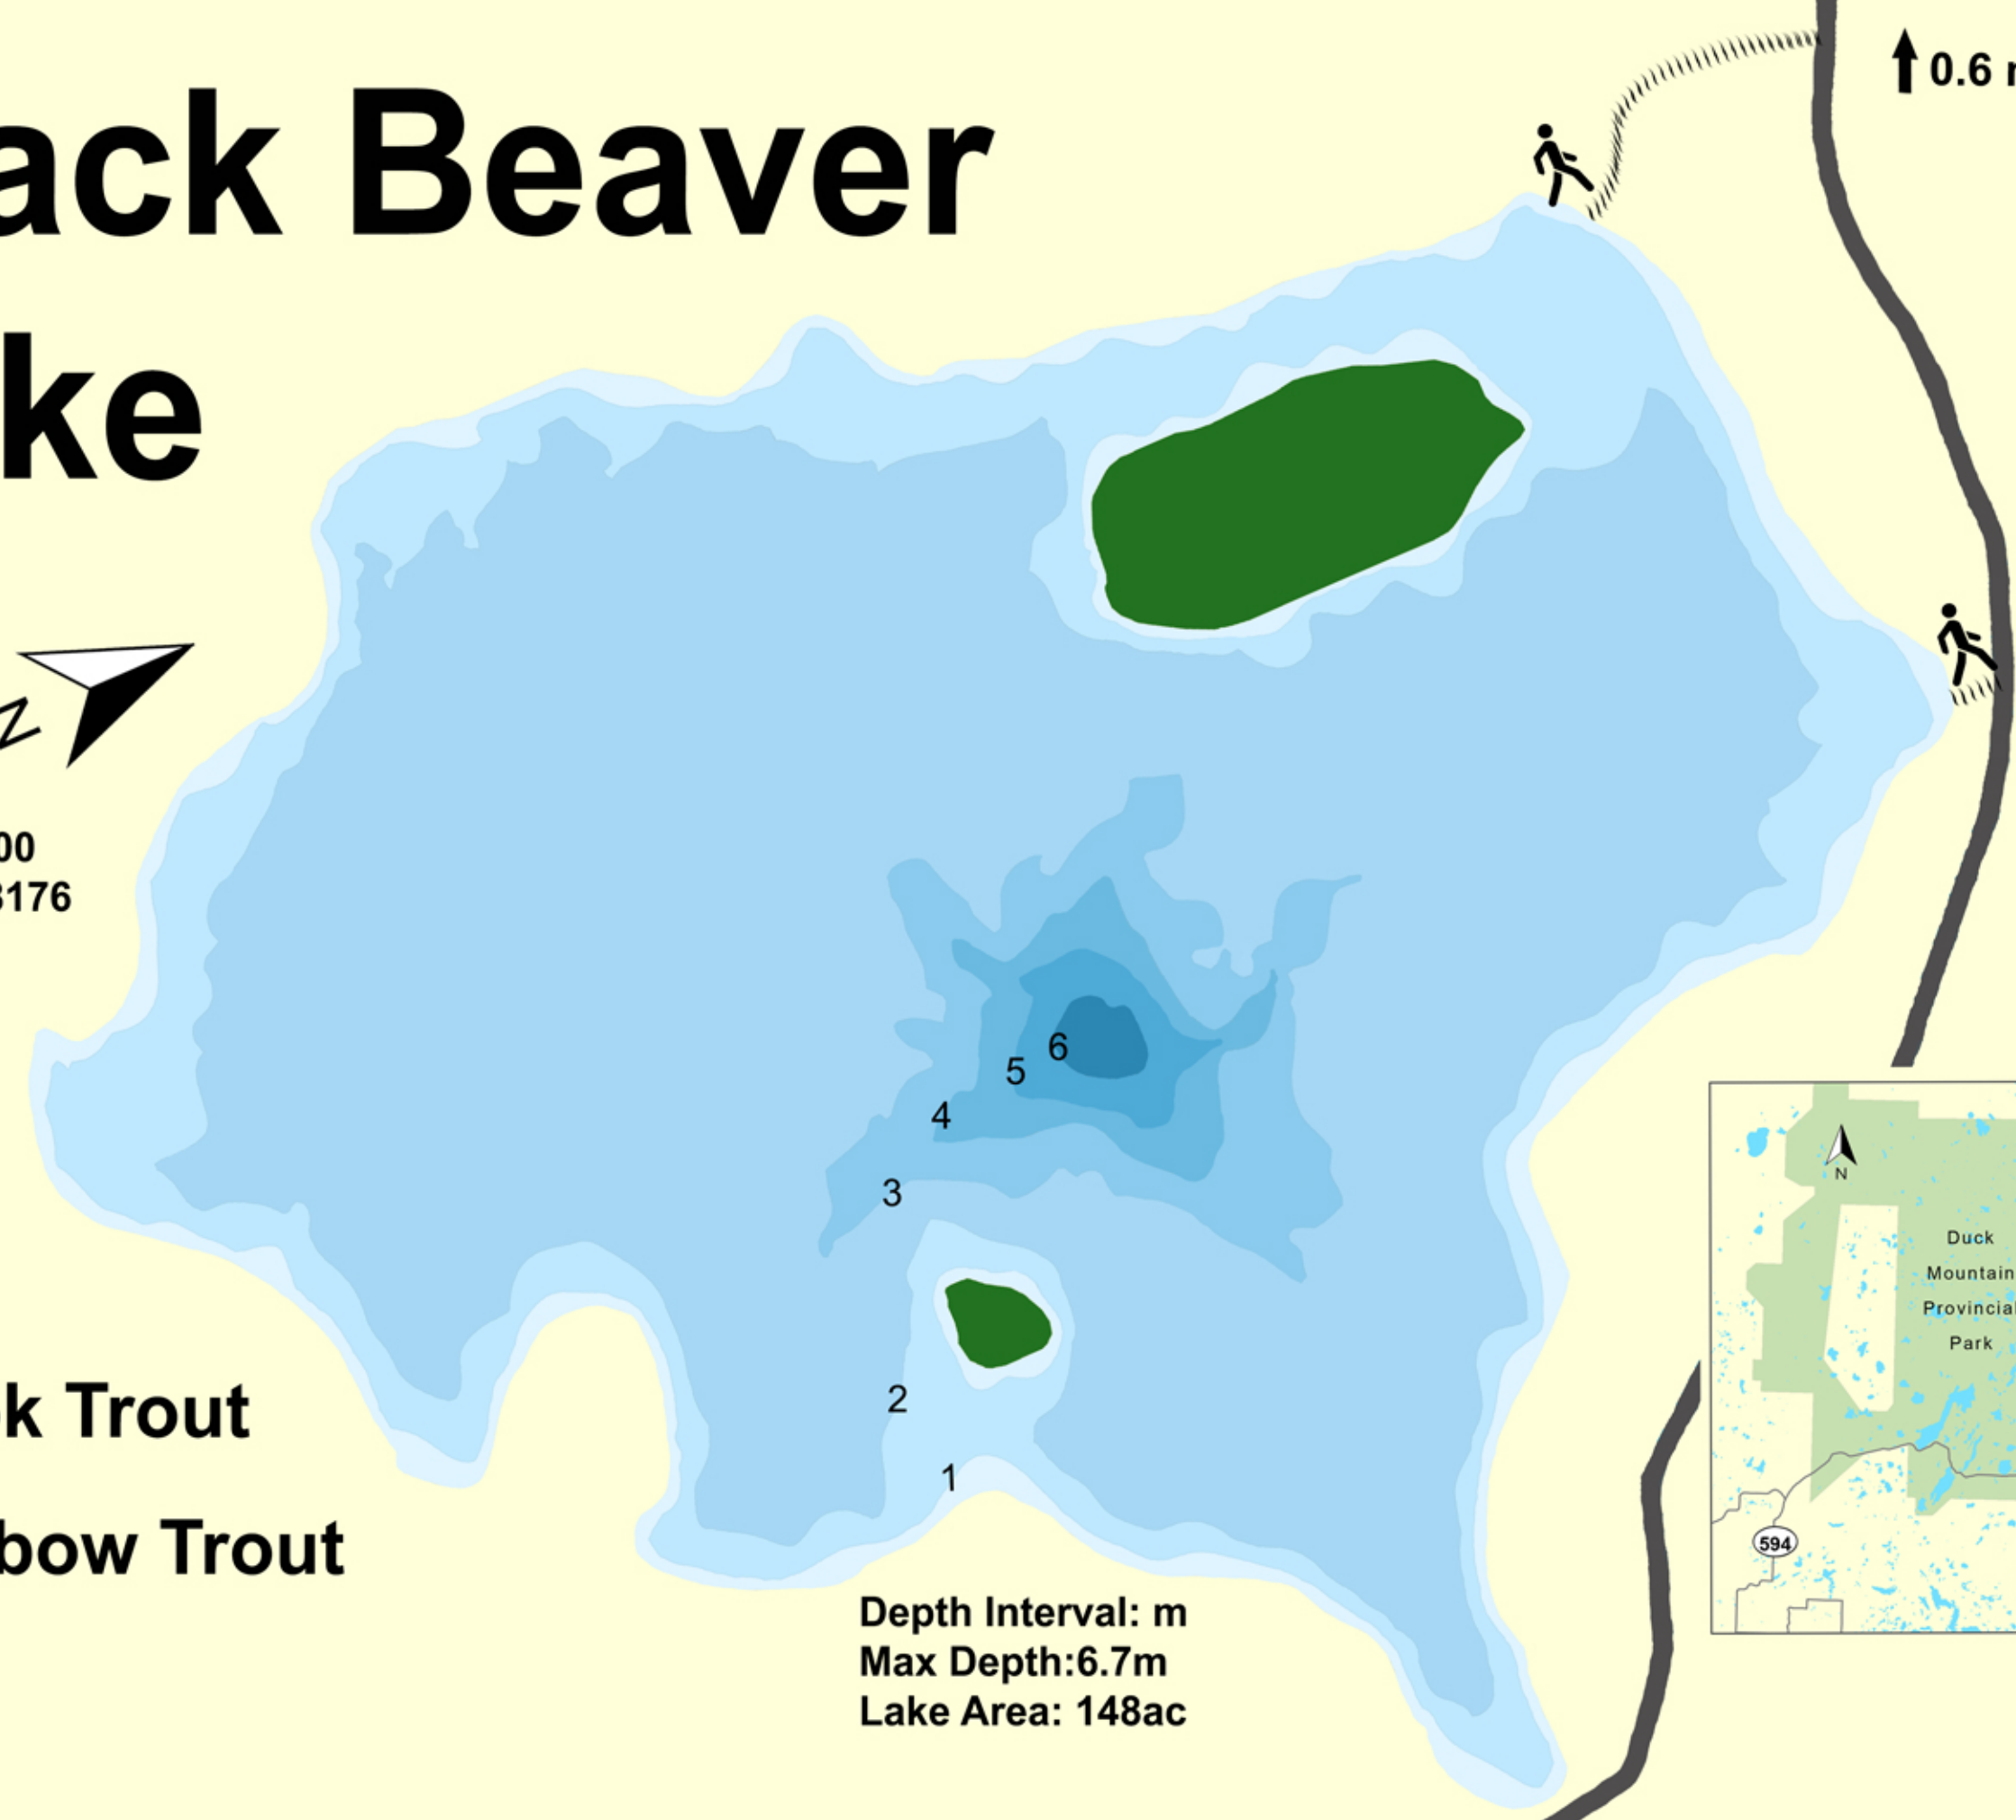 ack Beaver
ke
0.6
N
00
3176
6
5
4
3
2
1
k Trout
bow Trout
Depth Interval: m
Max Depth:6.7m
Lake Area: 148ac
N
Duck
Mountain
Provincial
Park
594